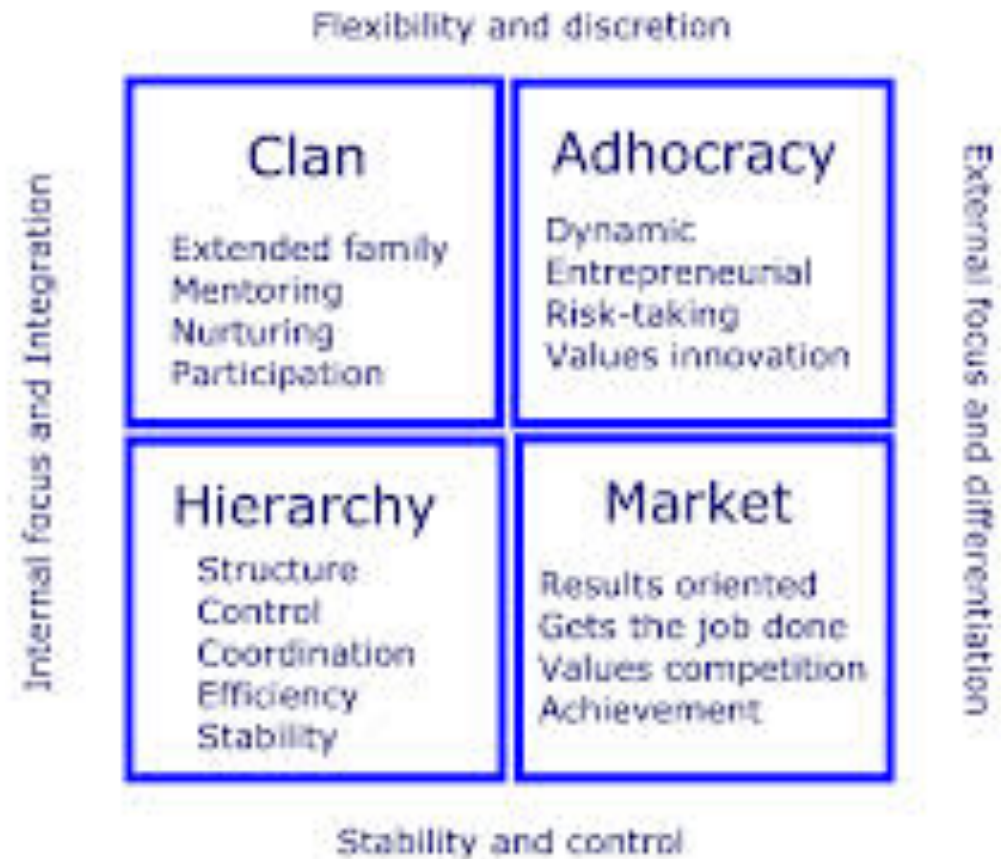 Flexibility and discretion
Internal focus and Integration
Clan
Extended family
Mentoring
Nurturing
Participation
Adhocracy
Dynamic
Entrepreneurial
Risk-taking
Values innovation
External focus and differentiation
Hierarchy
Structure
Control
Coordination
Efficiency
Stability
Market
Results oriented
Gets the job done
Values competition
Achievement
Stability and control